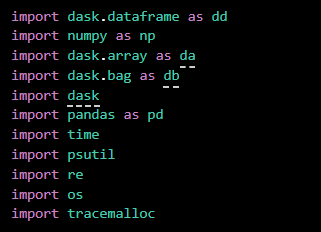 import dask.dataframe as dd
import numpy as np
import dask.array as da
import dask.bag as db
import dask
import pandas as pd
import time
import psutil
import re
import os
import tracemalloc